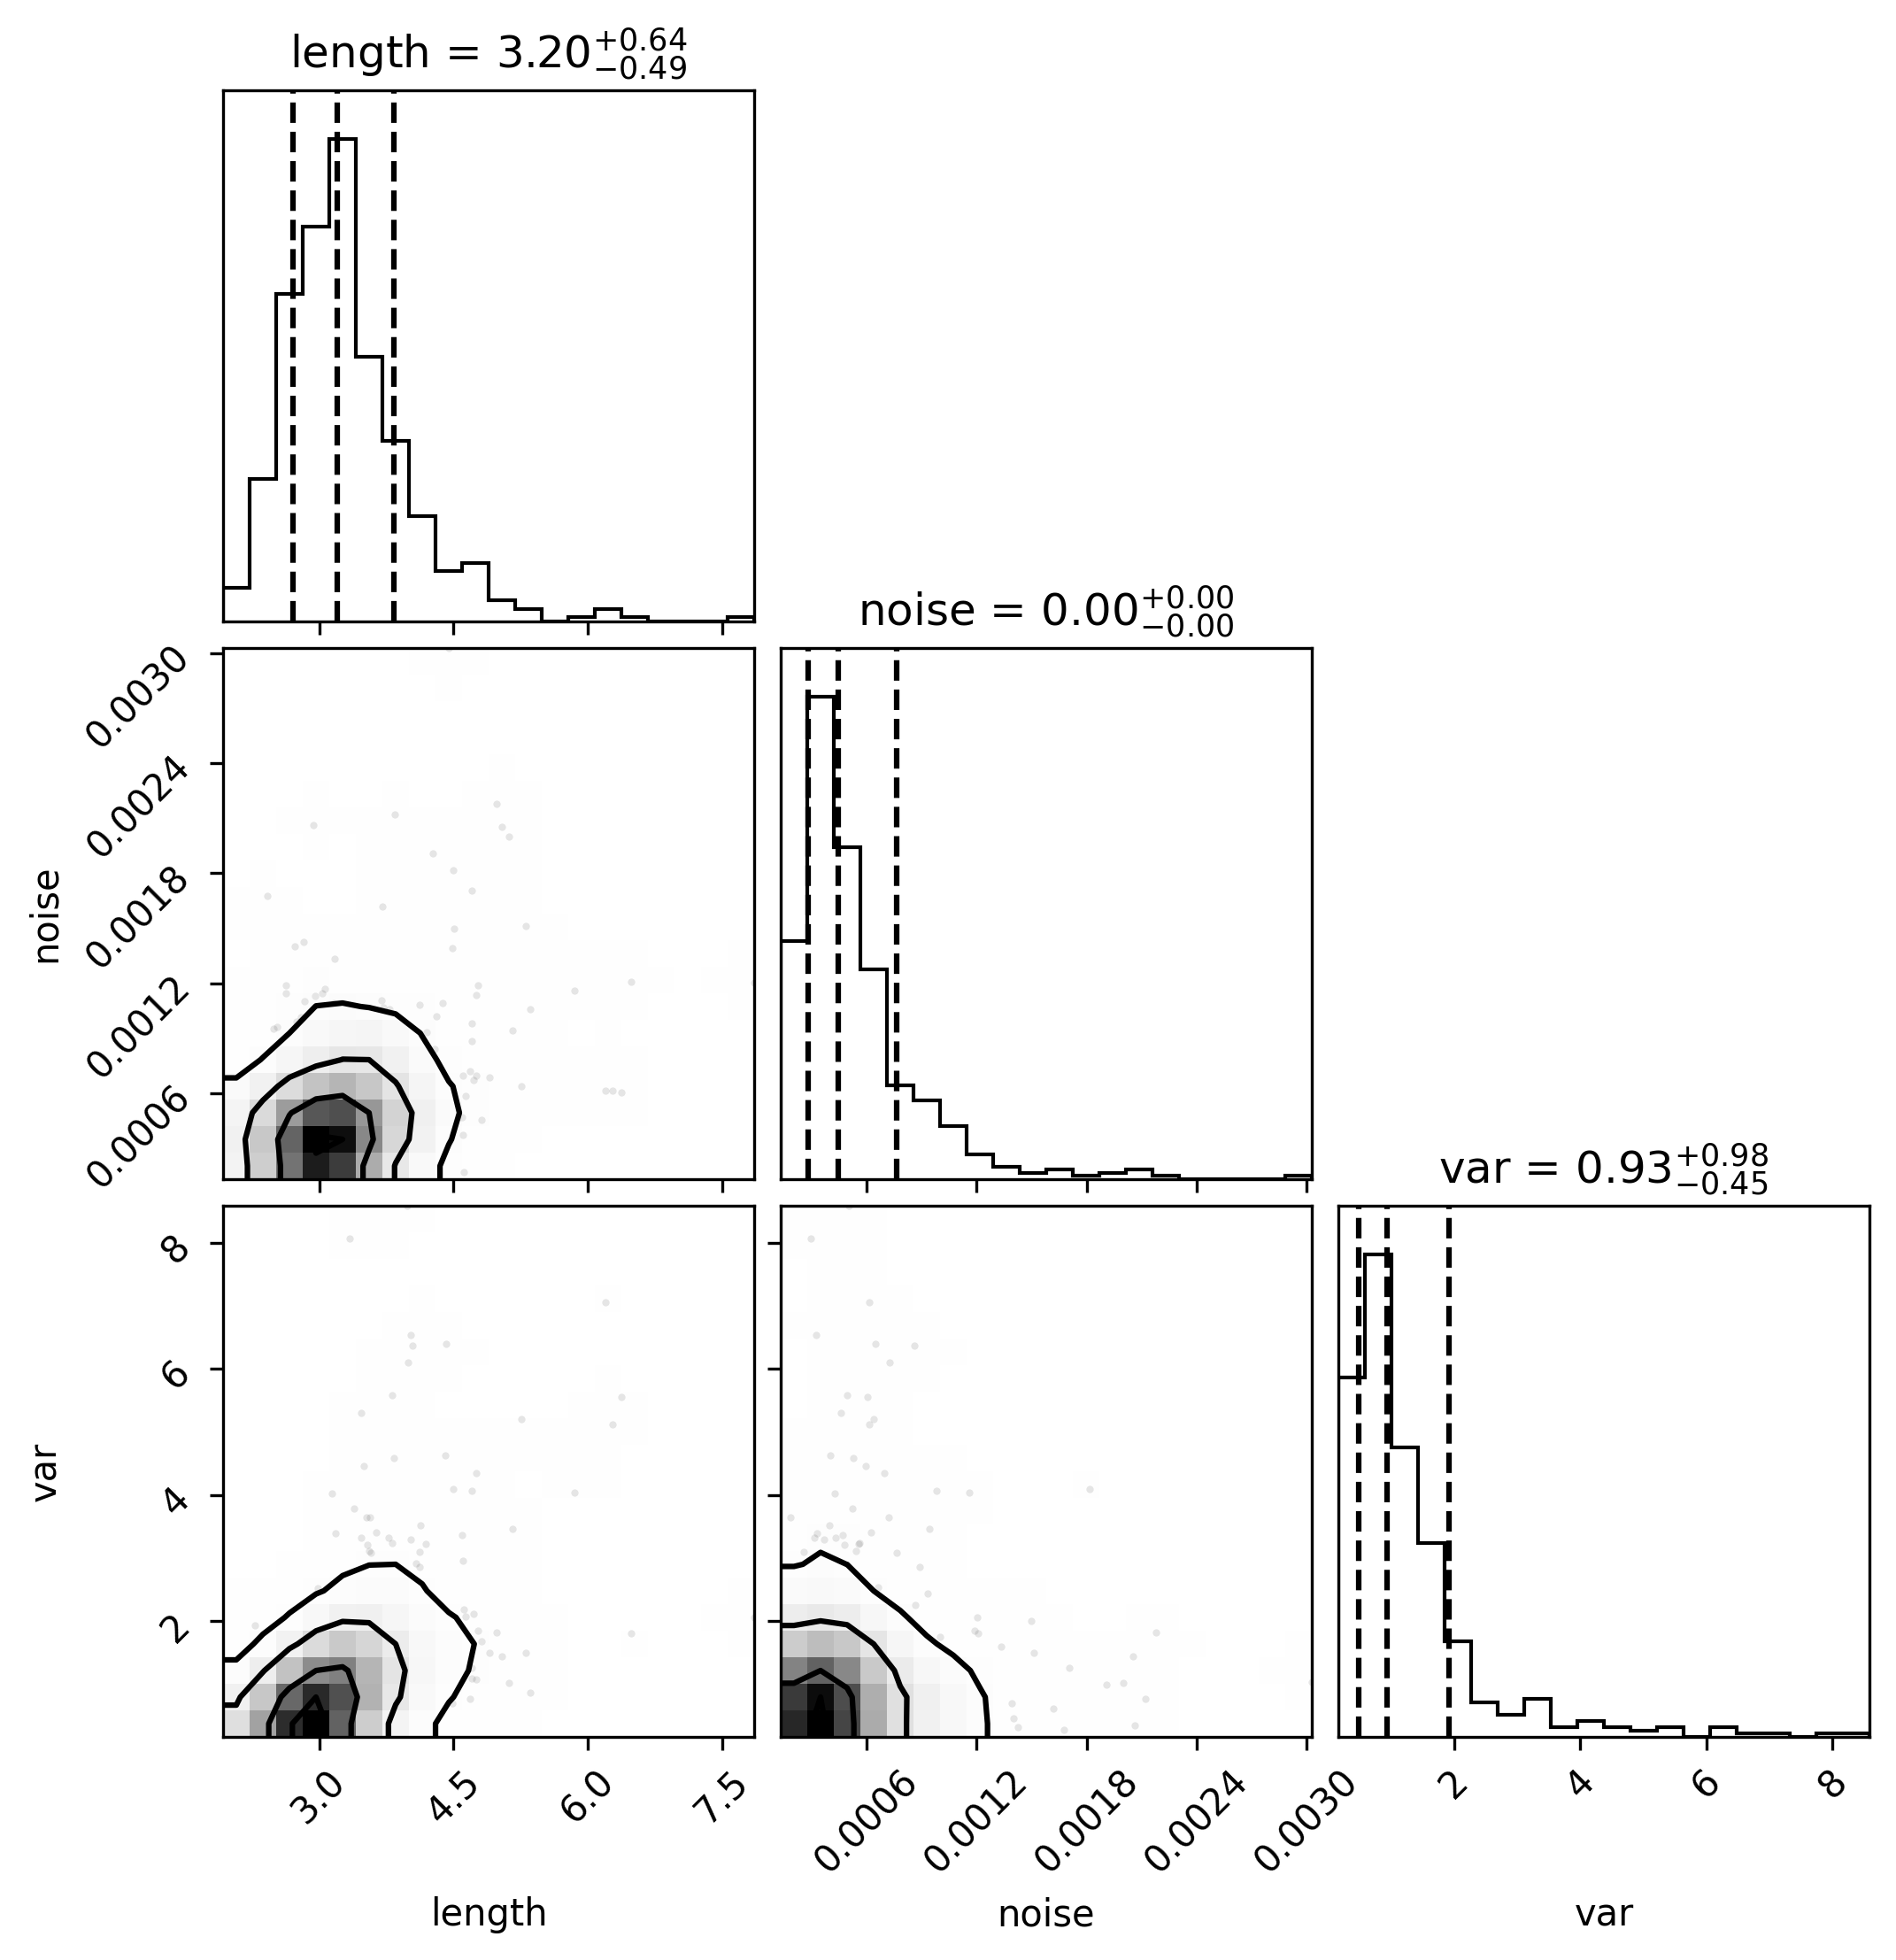 length = 3.20+0.64−0.49
noise = 0.00+0.00−0.00
0.0030
0.0024
0.0018
0.0012
0.0006
noise
var = 0.93+0.98−0.45
8
6
4
2
var
3.0 4.5 6.0 7.5
0.0006 0.0012 0.0018 0.0024 0.0030
2 4 6 8
length noise var